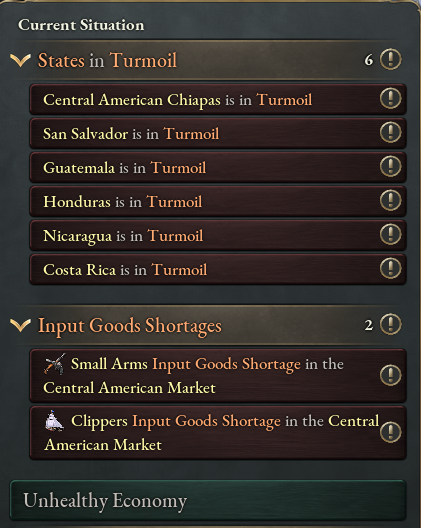 Current Situation
States in Turmoil 6
Central American Chiapas is in Turmoil
San Salvador is in Turmoil
Guatemala is in Turmoil
Honduras is in Turmoil
Nicaragua is in Turmoil
Costa Rica is in Turmoil
Input Goods Shortages 2
Small Arms Input Goods Shortage in the
Central American Market
Clippers Input Goods Shortage in the Central
American Market
Unhealthy Economy